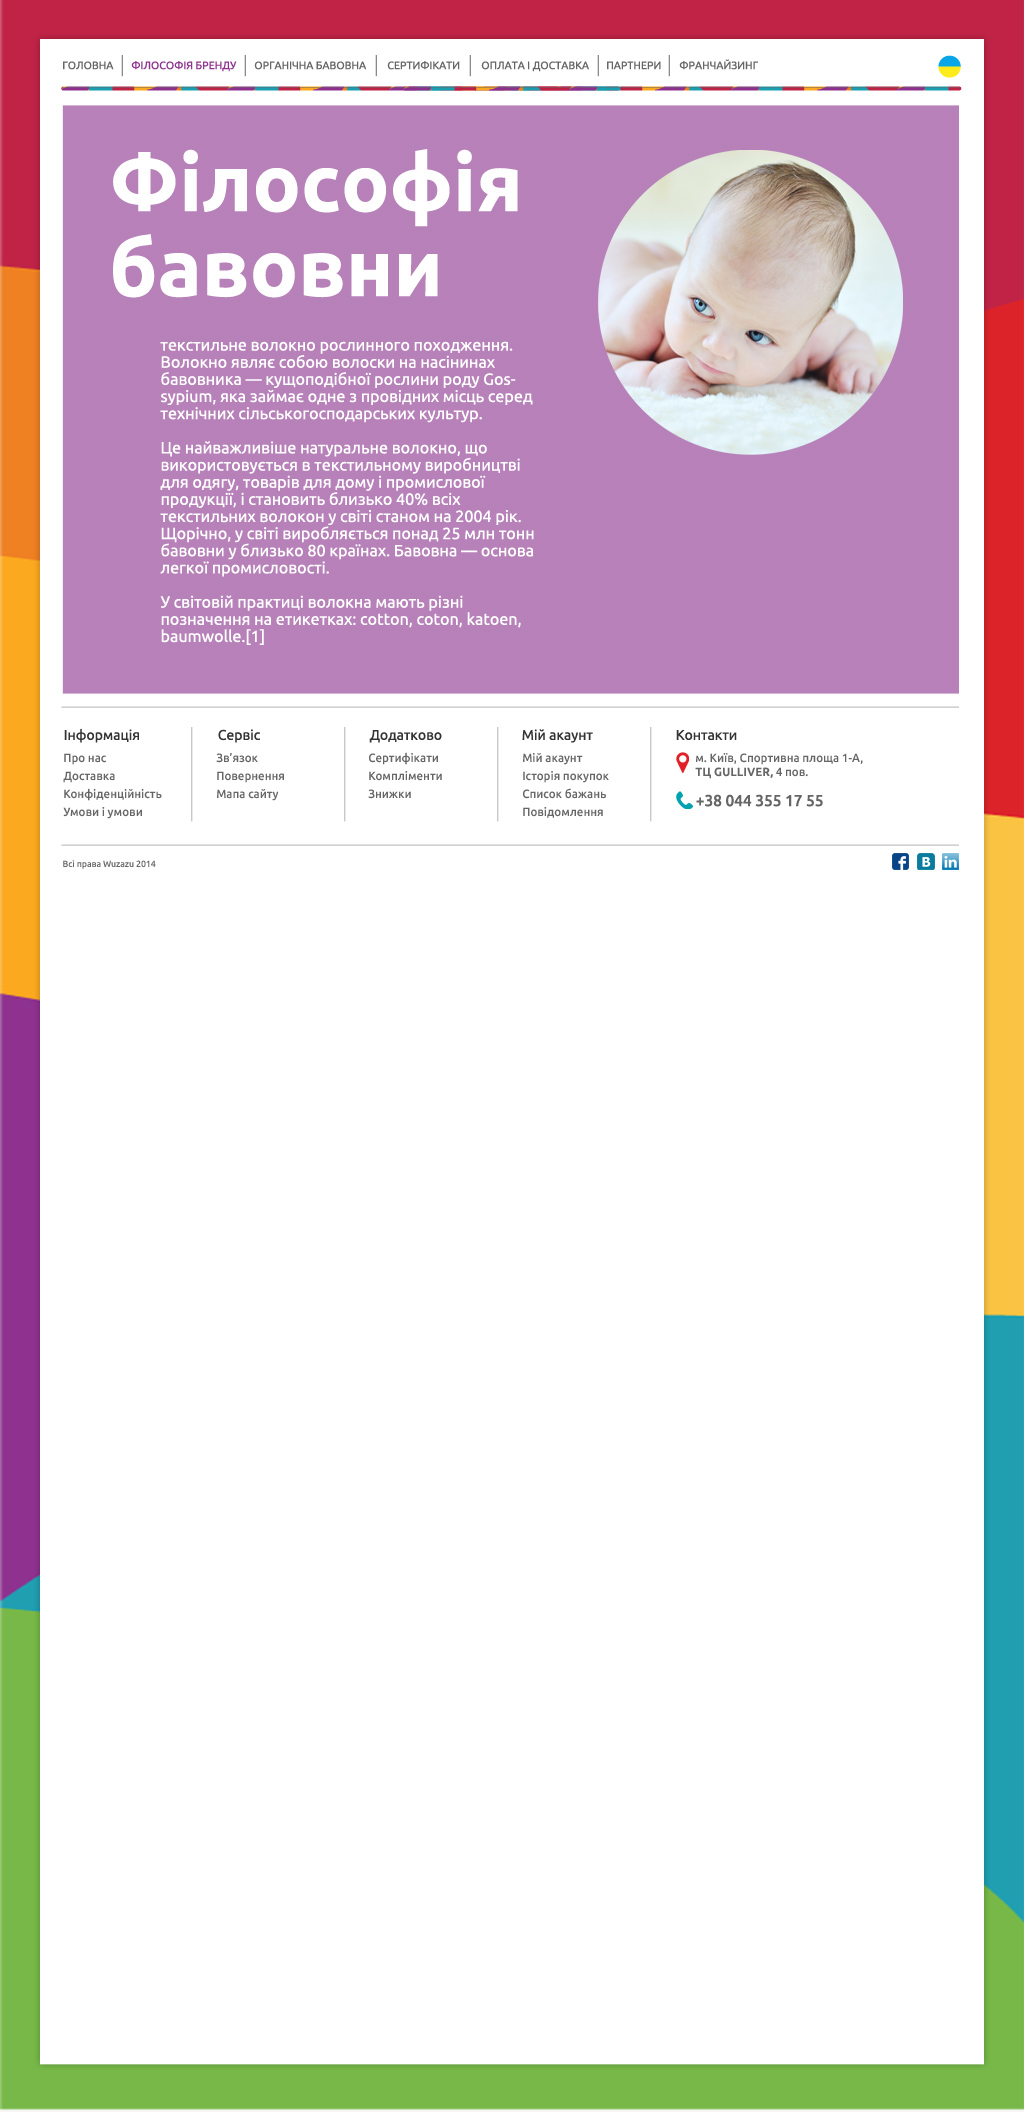 ГОЛОВНА ФІЛОСОФІЯ БРЕНДУ ОРГАНІЧНА БАВОВНА СЕРТИФІКАТИ ОПЛАТА І ДОСТАВКА ПАРТНЕРИ ФРАНЧАЙЗИНГ
Філософія
бавовни
текстильне волокно рослинного походження.
Волокно являє собою волоски на насінинах
бавовника — кущоподібної рослини роду Gos-
sypium, яка займає одне з провідних місць серед
технічних сільськогосподарських культур.
Це найважливіше натуральне волокно, що
використовується в текстильному виробництві
для одягу, товарів для дому і промислової
продукції, і становить близько 40% всіх
текстильних волокон у світі станом на 2004 рік.
Щорічно, у світі виробляється понад 25 млн тонн
бавовни у близько 80 країнах. Бавовна — основа
легкої промисловості.
У світовій практиці волокна мають різні
позначення на етикетках: cotton, coton, katoen,
baumwolle.[1]
Інформація
Про нас
Доставка
Конфіденційність
Умови і умови
Сервіс
Зв’язок
Повернення
Мапа сайту
Додатково
Сертифікати
Компліменти
Знижки
Мій акаунт
Мій акаунт
Історія покупок
Список бажань
Повідомлення
Контакти
м. Київ, Спортивна площа 1-А,
ТЦ GULLIVER, 4 пов.
+38 044 355 17 55
Всі права Wuzazu 2014
f B in